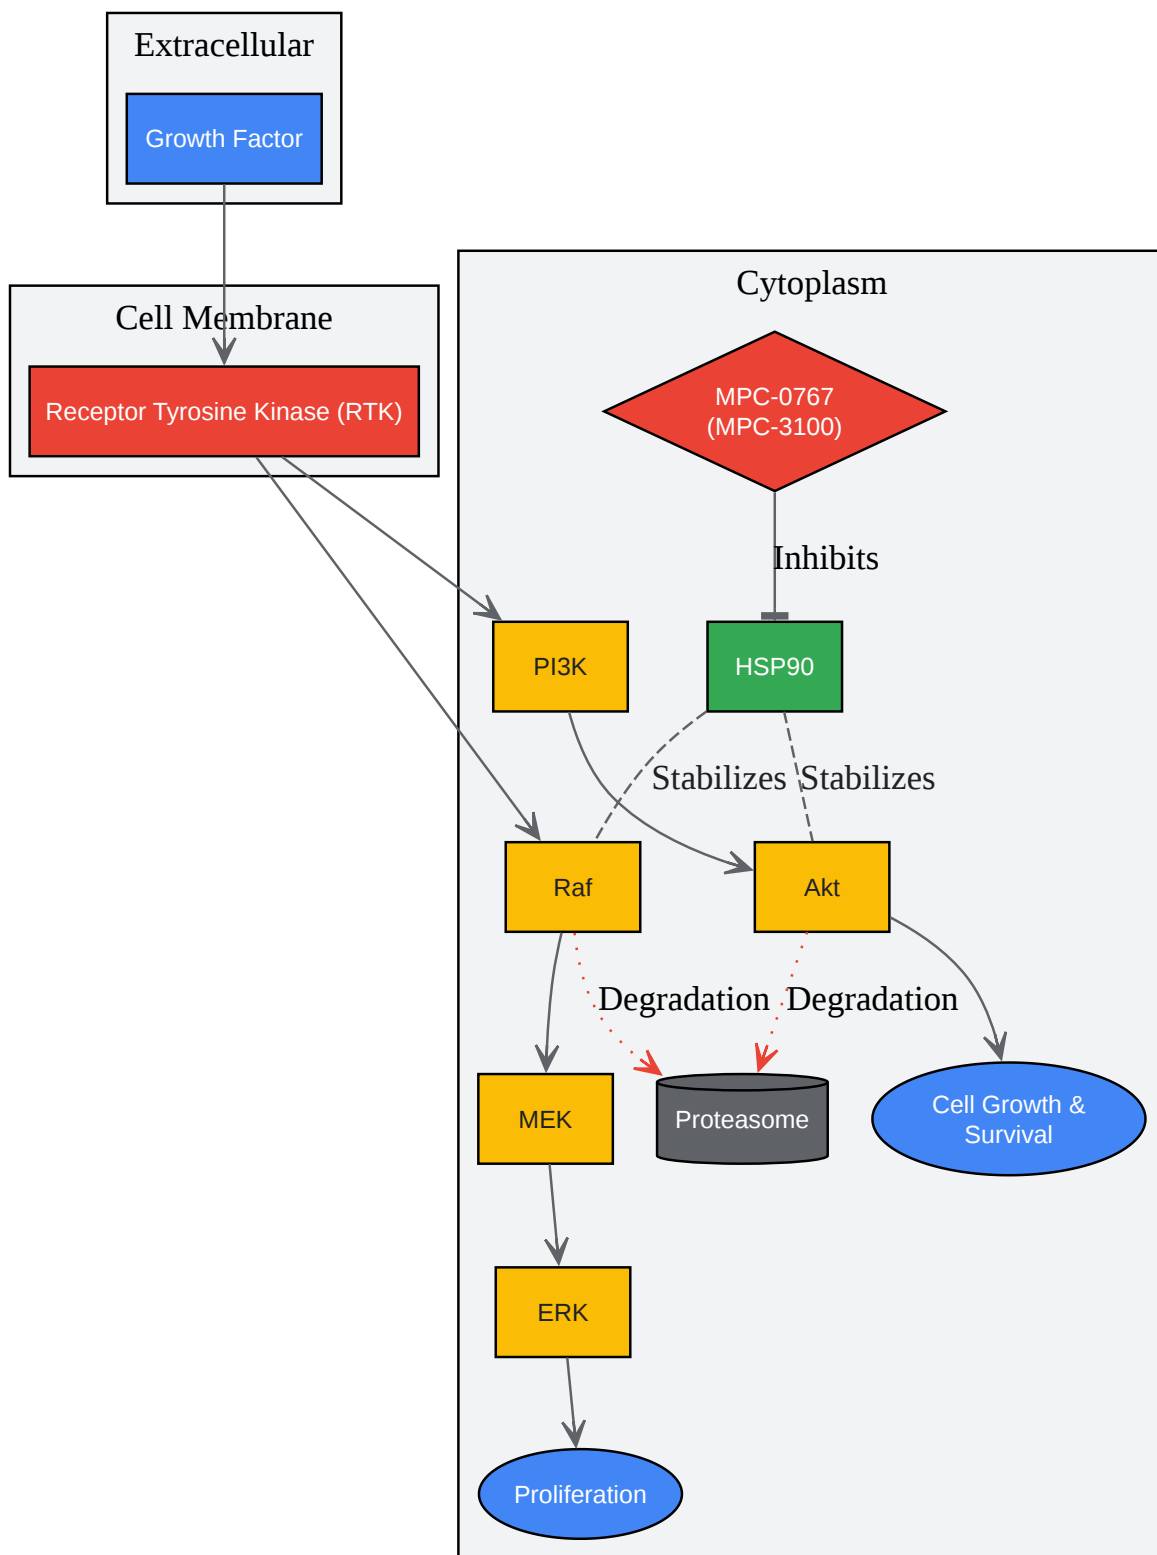 Extracellular
Growth Factor
Cell Membrane
Receptor Tyrosine Kinase (RTK)
Cytoplasm
MPC-0767
(MPC-3100)
Inhibits
PI3K
HSP90
Stabilizes
Stabilizes
Raf
Akt
Degradation
Degradation
MEK
Proteasome
Cell Growth &
Survival
ERK
Proliferation